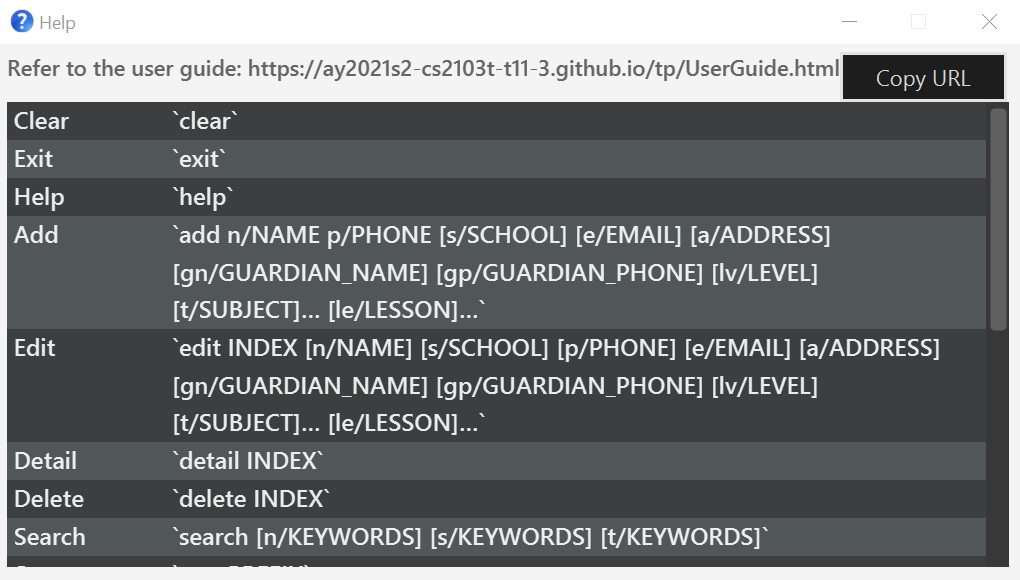 Help
Refer to the user guide: https://ay2021s2-cs2103t-t11-3.github.io/tp/UserGuide.html Copy URL
Clear `clear`
Exit `exit`
Help `help`
Add `add n/NAME p/PHONE [s/SCHOOL] [e/EMAIL] [a/ADDRESS]
[gn/GUARDIAN_NAME] [gp/GUARDIAN_PHONE] [lv/LEVEL]
[t/SUBJECT]... [le/LESSON]...`
Edit `edit INDEX [n/NAME] [s/SCHOOL] [p/PHONE] [e/EMAIL] [a/ADDRESS]
[gn/GUARDIAN_NAME] [gp/GUARDIAN_PHONE] [lv/LEVEL]
[t/SUBJECT]... [le/LESSON]...`
Detail `detail INDEX`
Delete `delete INDEX`
Search `search [n/KEYWORDS] [s/KEYWORDS] [t/KEYWORDS]`